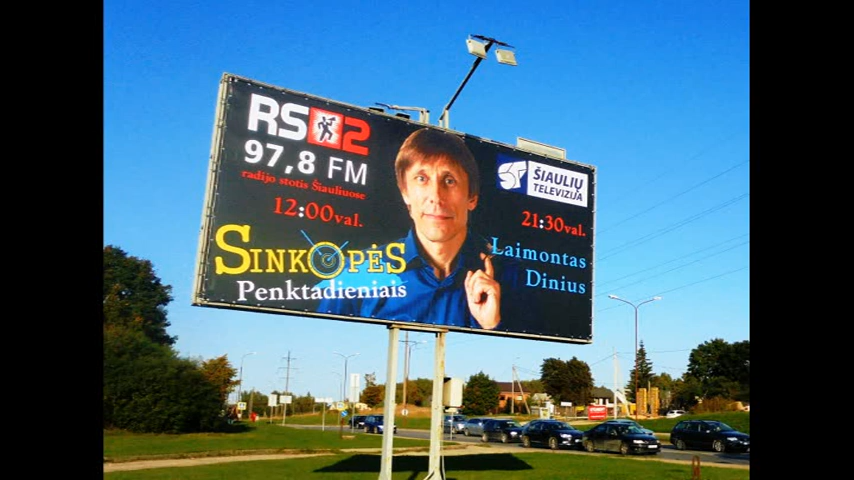 RS2
97,8 FM
radijo stotis Šiauliuose
12:00val.
SINKOPĖS
Penktadieniais
ŠIAULIŲ
TELEVIZIJA
21:30val.
Laimontas
Dinius